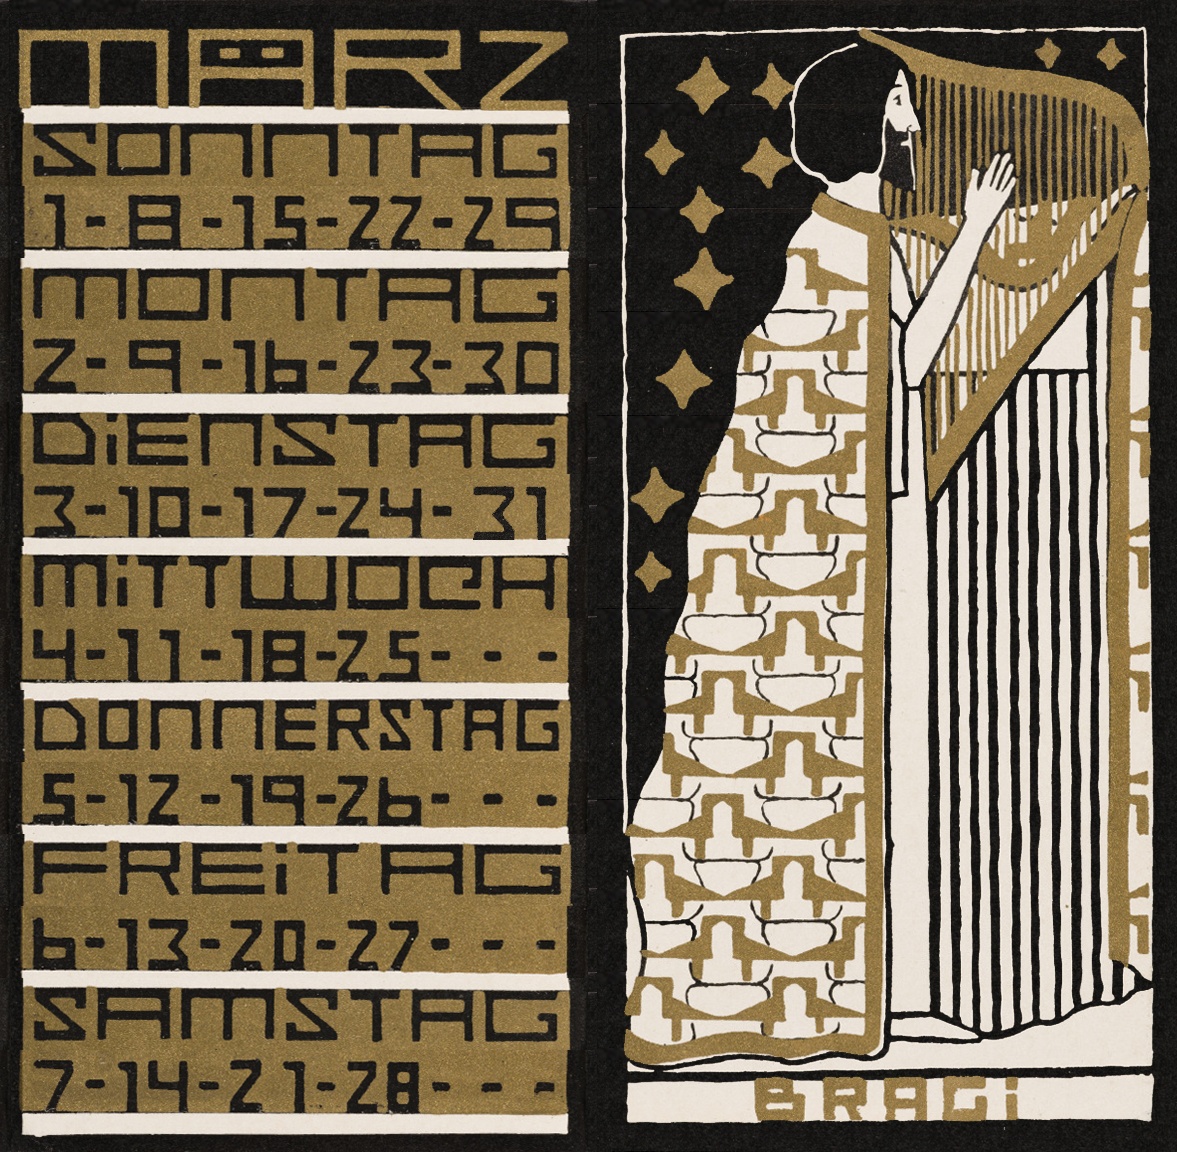 MÄRZ
SONNTAG
1-8-15-22-29
MONTAG
2-9-16-23-30
DiENSTAG
3-10-17-24-31
MiTTWOCH
4-11-18-25- - -
DONNERSTAG
5-12-19-26- - -
FREiTAG
6-13-20-27- - -
SAMSTAG
7-14-21-28- - -
BRAGi